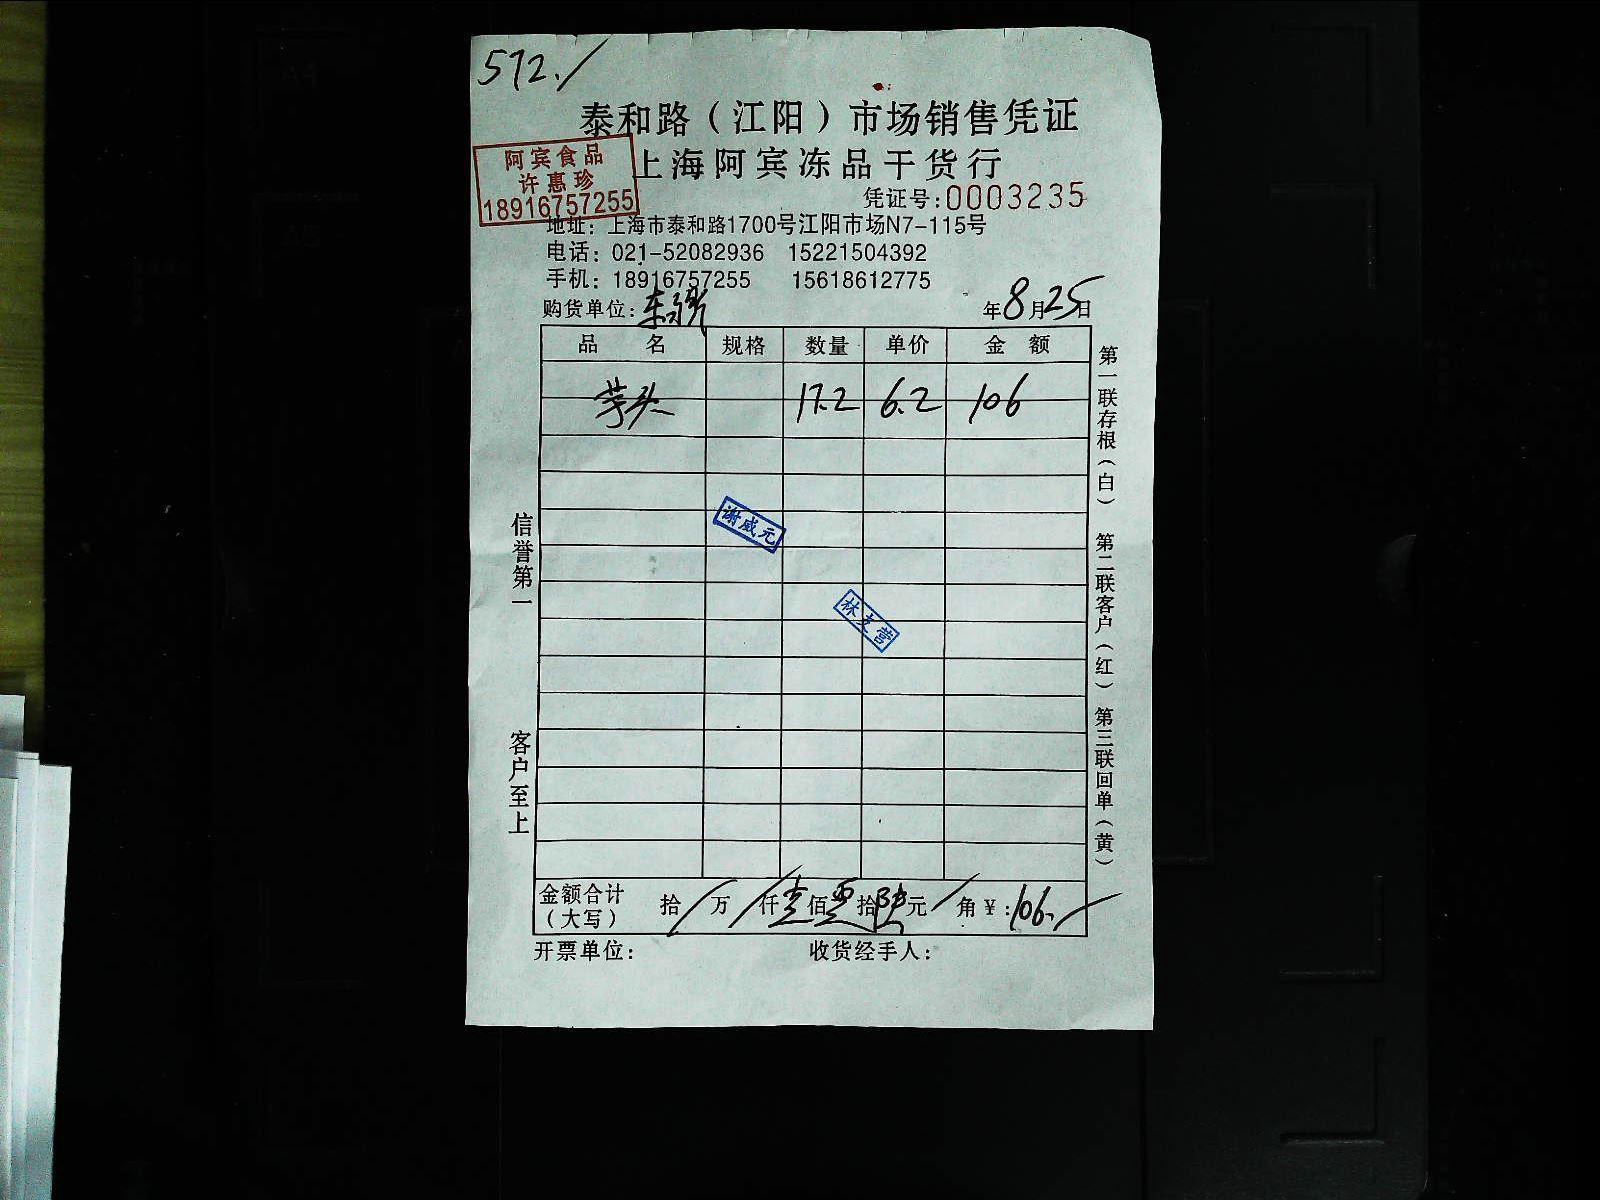 572./
泰和路（江阳）市场销售凭证
上海阿宾冻品干货行
阿宾食品
许惠珍
18916757255
凭证号:0003235
地址：上海市泰和路1700号江阳市场N7-115号
电话：021-52082936 15221504392
手机：18916757255 15618612775
购货单位: 年8月25日
品名 规格 数量 单价 金额
芋头 17.2 6.2 106
谢威元
林支营
金额合计（大写） 拾/万/仟壹佰零拾陆元/角￥:106./
开票单位: 收货经手人:
信誉第一 客户至上
第一联存根（白） 第二联客户（红） 第三联回单（黄）